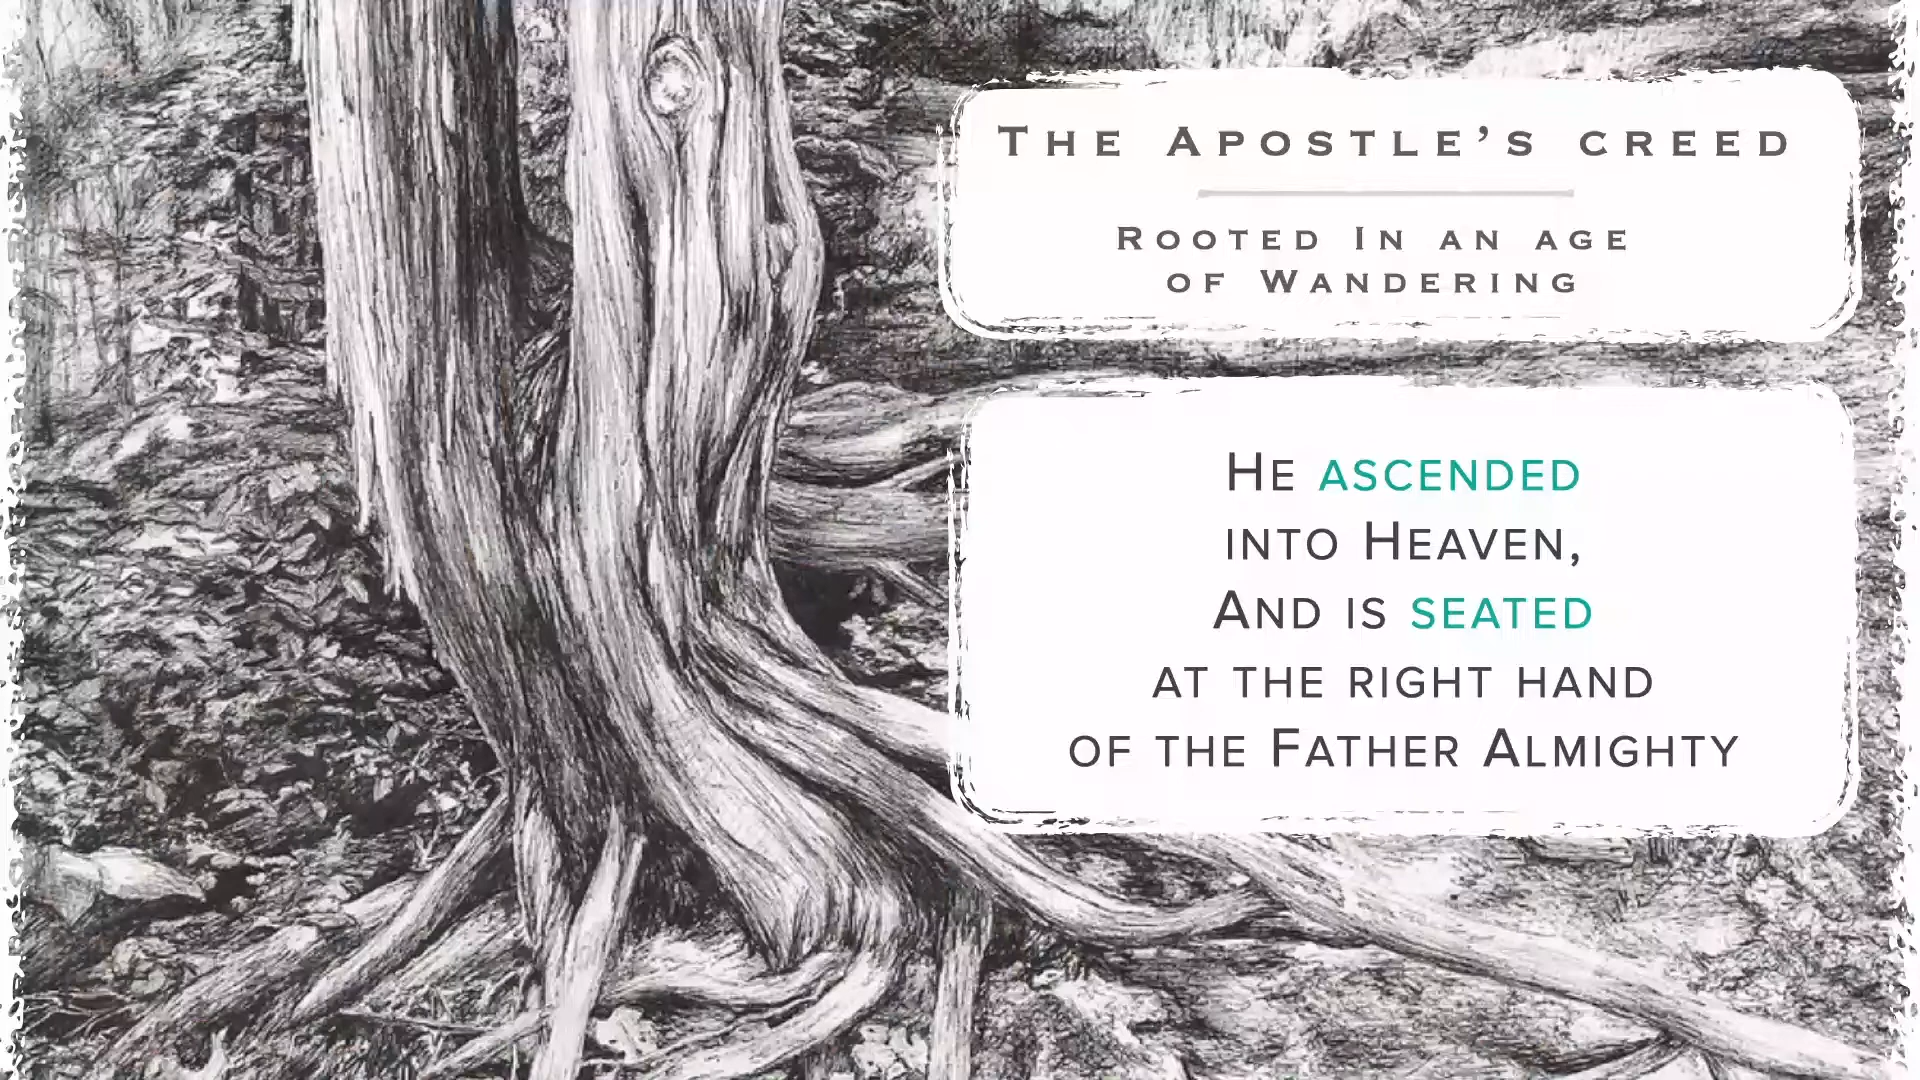 The Apostle's creed
Rooted In an age
of Wandering
He ascended
into Heaven,
And is seated
at the right hand
of the Father Almighty